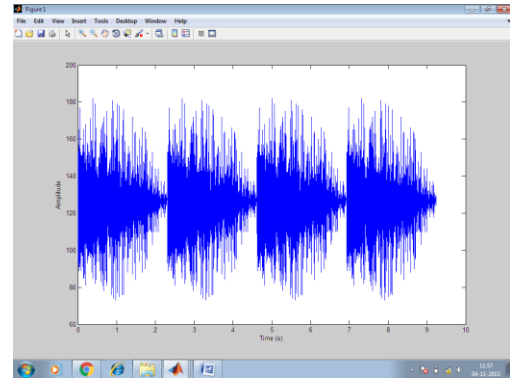 Figure 1
File Edit View Insert Tools Desktop Window Help
200
180
160
140
120
100
80
60
Amplitude
0 1 2 3 4 5 6 7 8 9 10
Time (s)
11:57
04-11-2015